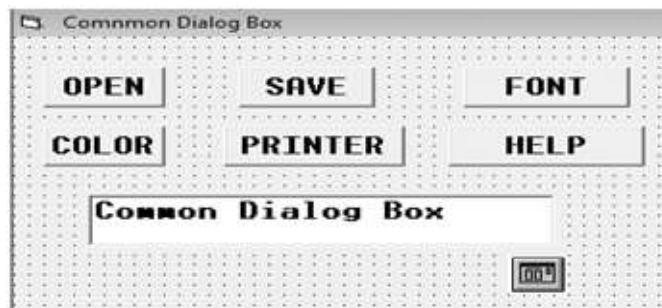 Comnmon Dialog Box
OPEN SAVE FONT
COLOR PRINTER HELP
Common Dialog Box